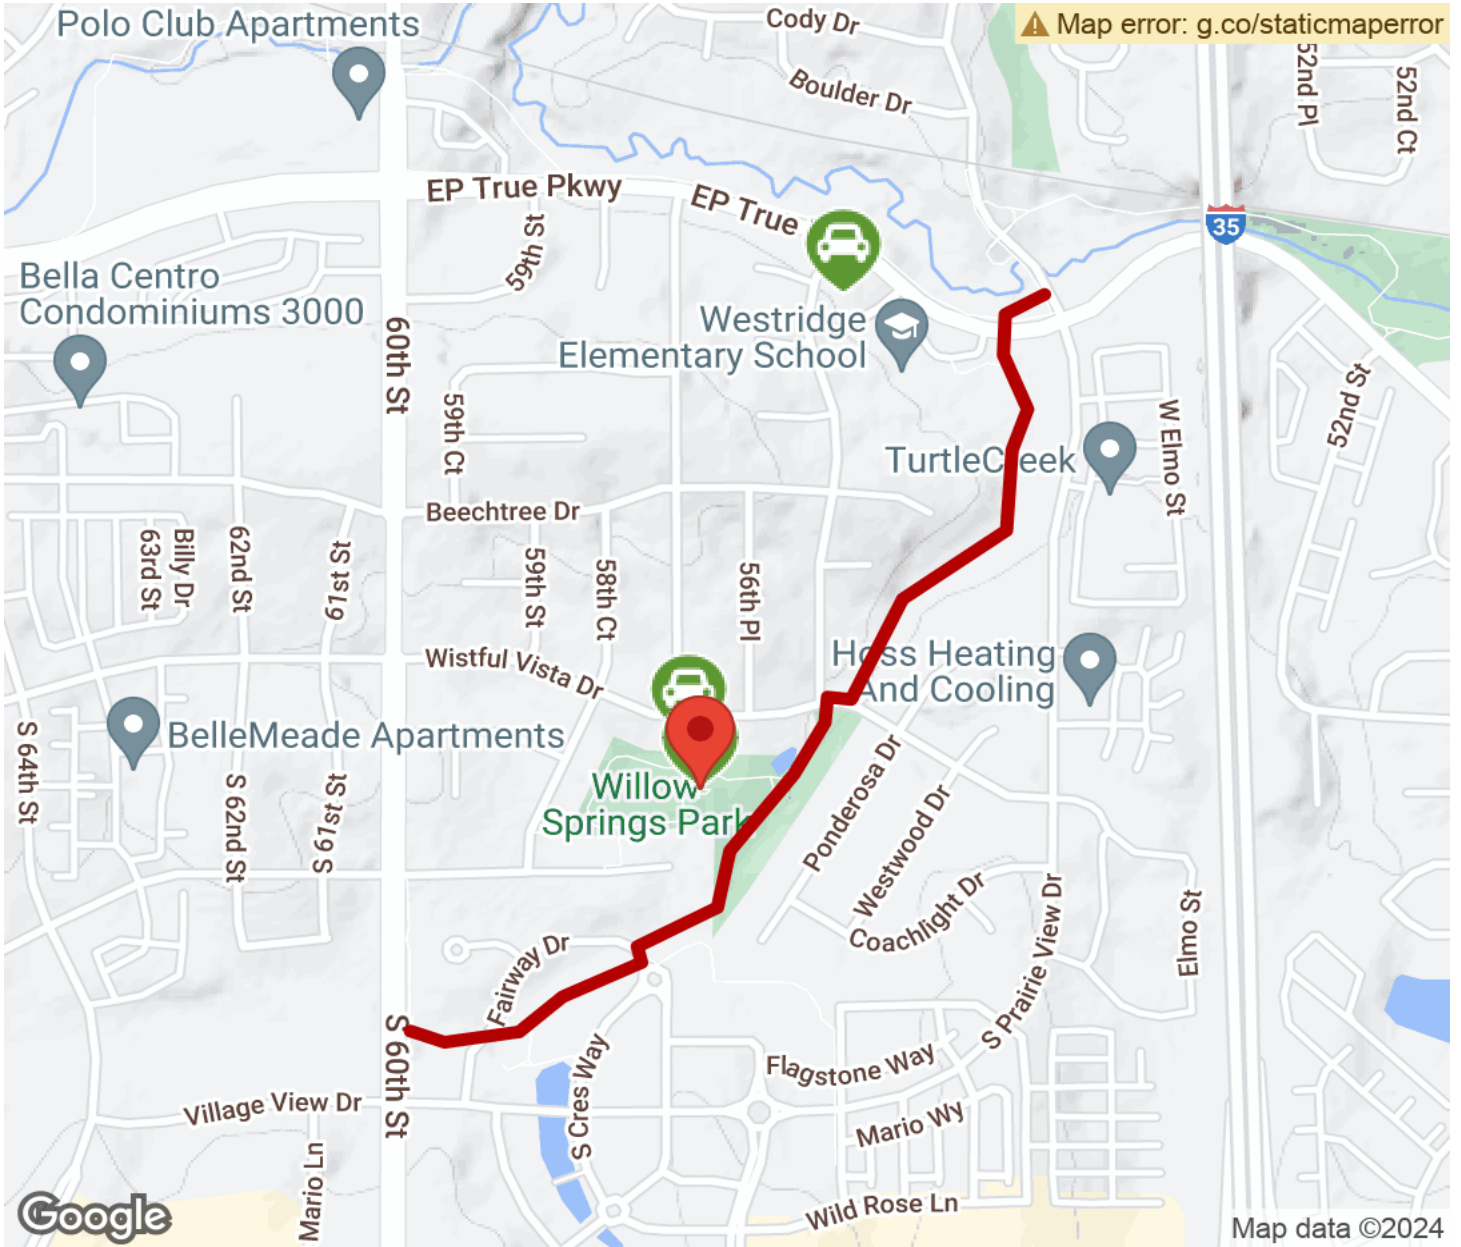 Polo Club Apartments
Cody Dr
Map error: g.co/staticmaperror
Boulder Dr
52nd Pl
52nd Ct
EP True Pkwy
EP True
59th St
35
Bella Centro
Condominiums 3000
60th St
Westridge
Elementary School
52nd St
59th Ct
W Elmo St
TurtleCreek
Beechtree Dr
63rd St
Billy Dr
62nd St
61st St
59th St
58th Ct
56th Pl
Wistful Vista Dr
Hoss Heating
And Cooling
S 64th St
BelleMeade Apartments
S 62nd St
S 61st St
Willow
Springs Park
Ponderosa Dr
Westwood Dr
Coachlight Dr
S Prairie View Dr
Elmo St
Fairway Dr
S 60th St
S Cres Way
Flagstone Way
Village View Dr
Mario Wy
Mario Ln
Wild Rose Ln
Google
Map data ©2024